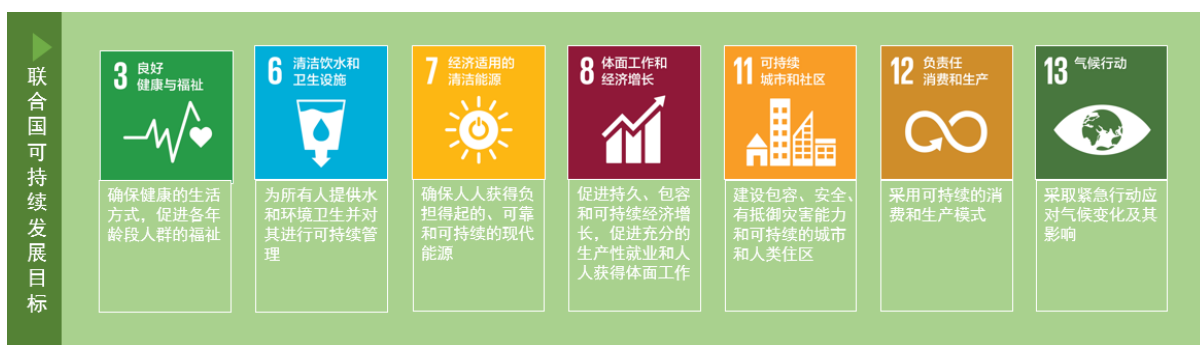 联合国可持续发展目标
3 良好
健康与福祉
确保健康的生活
方式，促进各年
龄段人群的福祉
6 清洁饮水和
卫生设施
为所有人提供水
和环境卫生并对
其进行可持续管
理
7 经济适用的
清洁能源
确保人人获得负
担得起的、可靠
和可持续的现代
能源
8 体面工作和
经济增长
促进持久、包容
和可持续经济增
长，促进充分的
生产性就业和人
人获得体面工作
11 可持续
城市和社区
建设包容、安全、
有抵御灾害能力
和可持续的城市
和人类住区
12 负责任
消费和生产
采用可持续的消
费和生产模式
13 气候行动
采取紧急行动应
对气候变化及其
影响